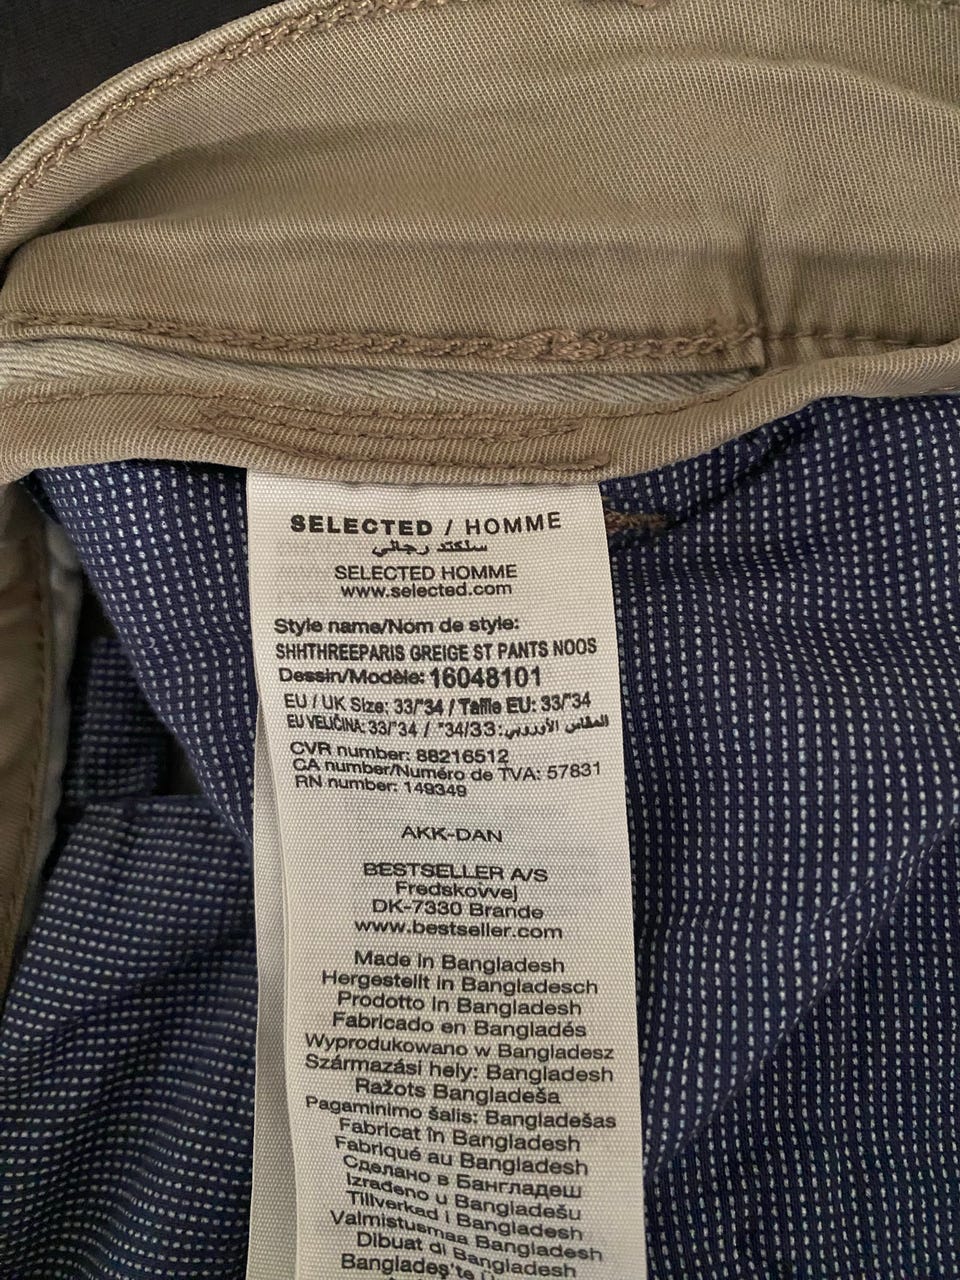 SELECTED / HOMME
سلكتد رجالي
SELECTED HOMME
www.selected.com
Style name/Nom de style:
SHHTHREEPARIS GREIGE ST PANTS NOOS
Dessin/Modèle: 16048101
EU / UK Size: 33/"34 / Taille EU: 33/"34
EU VELIČINA: 33/"34 / "34/33:المقاس الأوروبي
CVR number: 88216512
CA number/Numéro de TVA: 57831
RN number: 149349
AKK-DAN
BESTSELLER A/S
Fredskovvej
DK-7330 Brande
www.bestseller.com
Made in Bangladesh
Hergestellt in Bangladesch
Prodotto in Bangladesh
Fabricado en Bangladés
Wyprodukowano w Bangladesz
Származási hely: Bangladesh
Ražots Bangladeša
Pagaminimo šalis: Bangladešas
Fabricat în Bangladesh
Fabriqué au Bangladesh
Сделано в Бангладеш
Izrađeno u Bangladešu
Tillverkad i Bangladesh
Valmistusmaa Bangladesh
Dibuat di Bangladesh
Bangladeş'te